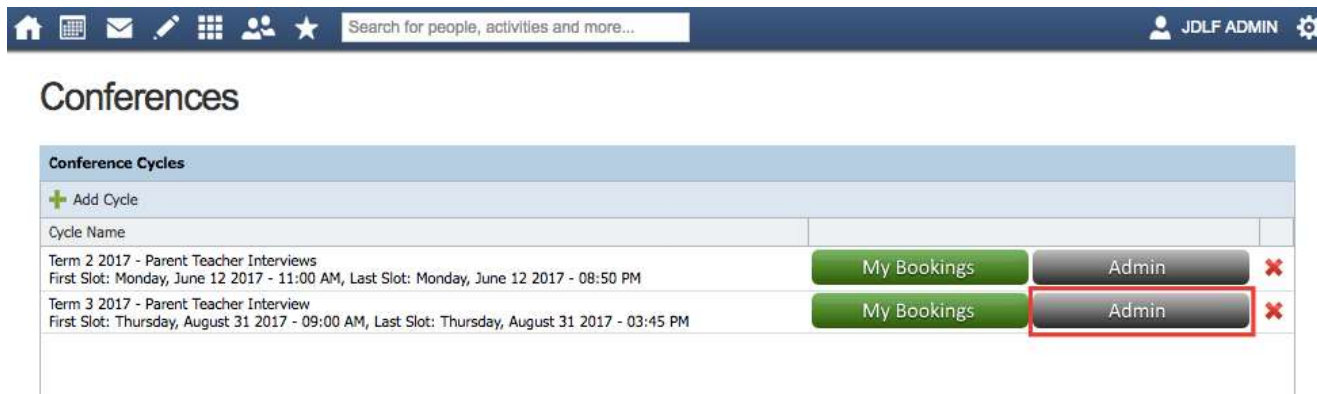 Search for people, activities and more...
JDLF ADMIN
Conferences
Conference Cycles
Add Cycle
Cycle Name
Term 2 2017 - Parent Teacher Interviews
First Slot: Monday, June 12 2017 - 11:00 AM, Last Slot: Monday, June 12 2017 - 08:50 PM
My Bookings
Admin
Term 3 2017 - Parent Teacher Interview
First Slot: Thursday, August 31 2017 - 09:00 AM, Last Slot: Thursday, August 31 2017 - 03:45 PM
My Bookings
Admin